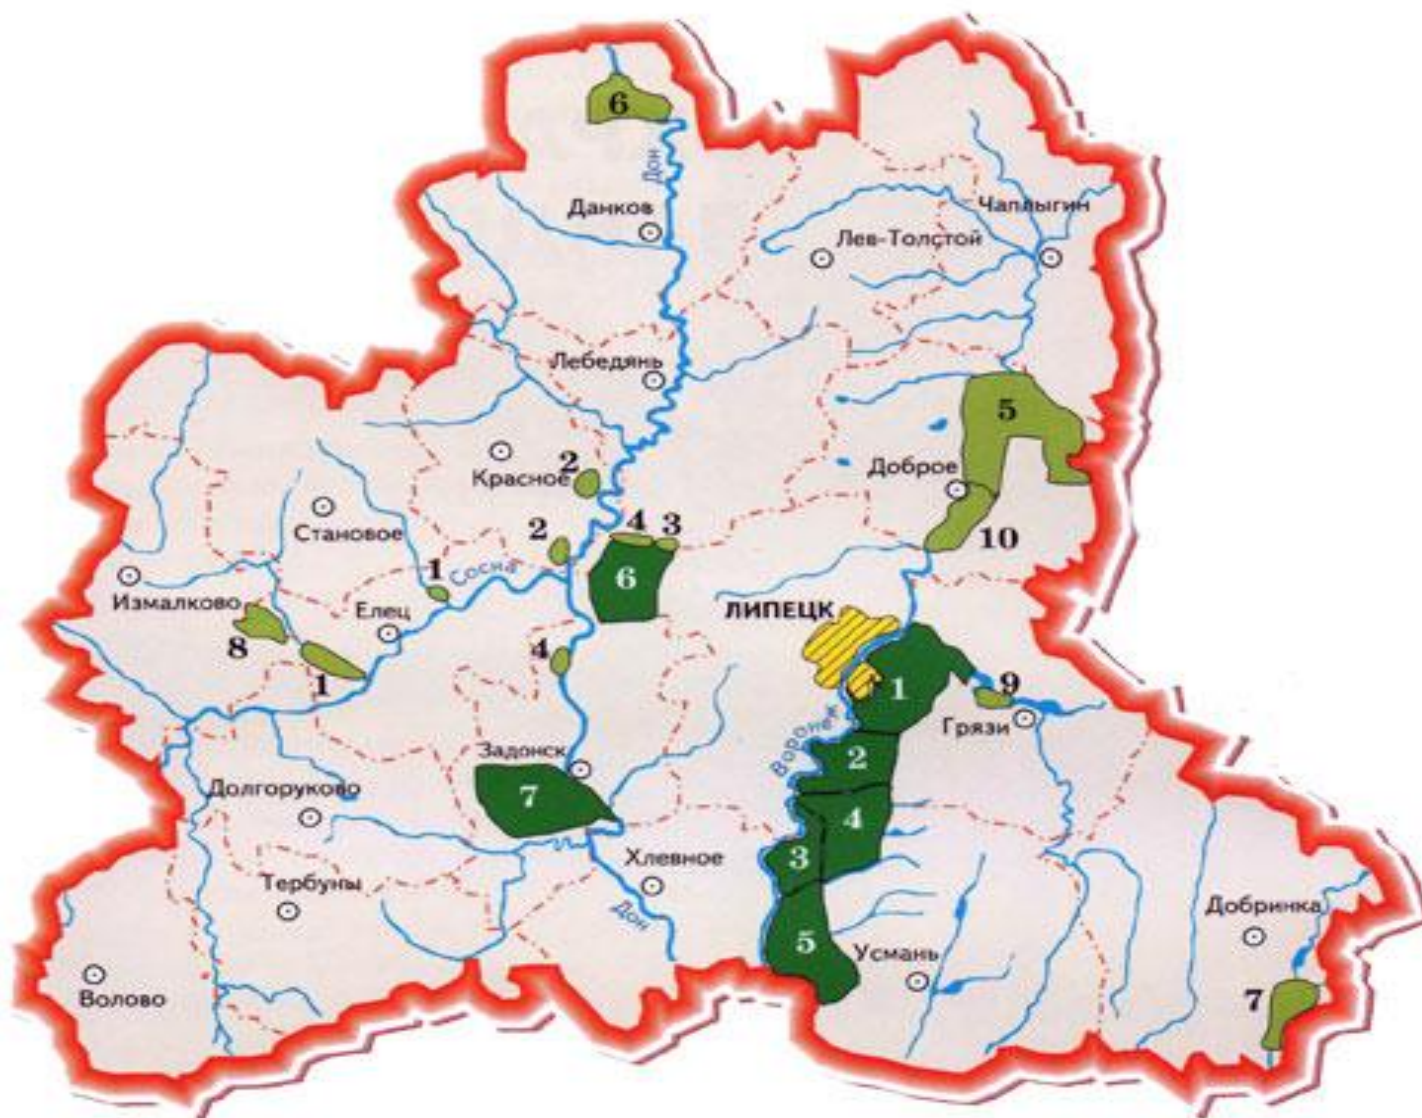 6
Дон
Данков
Чаплыгин
Лев-Толстой
Лебедянь
5
2
Красное
Доброе
Становое
2
4
3
10
1
Сосна
6
Измалково
Елец
ЛИПЕЦК
8
1
4
1
9
Грязи
Воронеж
Задонск
2
7
Долгоруково
4
3
Хлевное
Тербуны
Дон
Добринка
5
Усмань
Волово
7